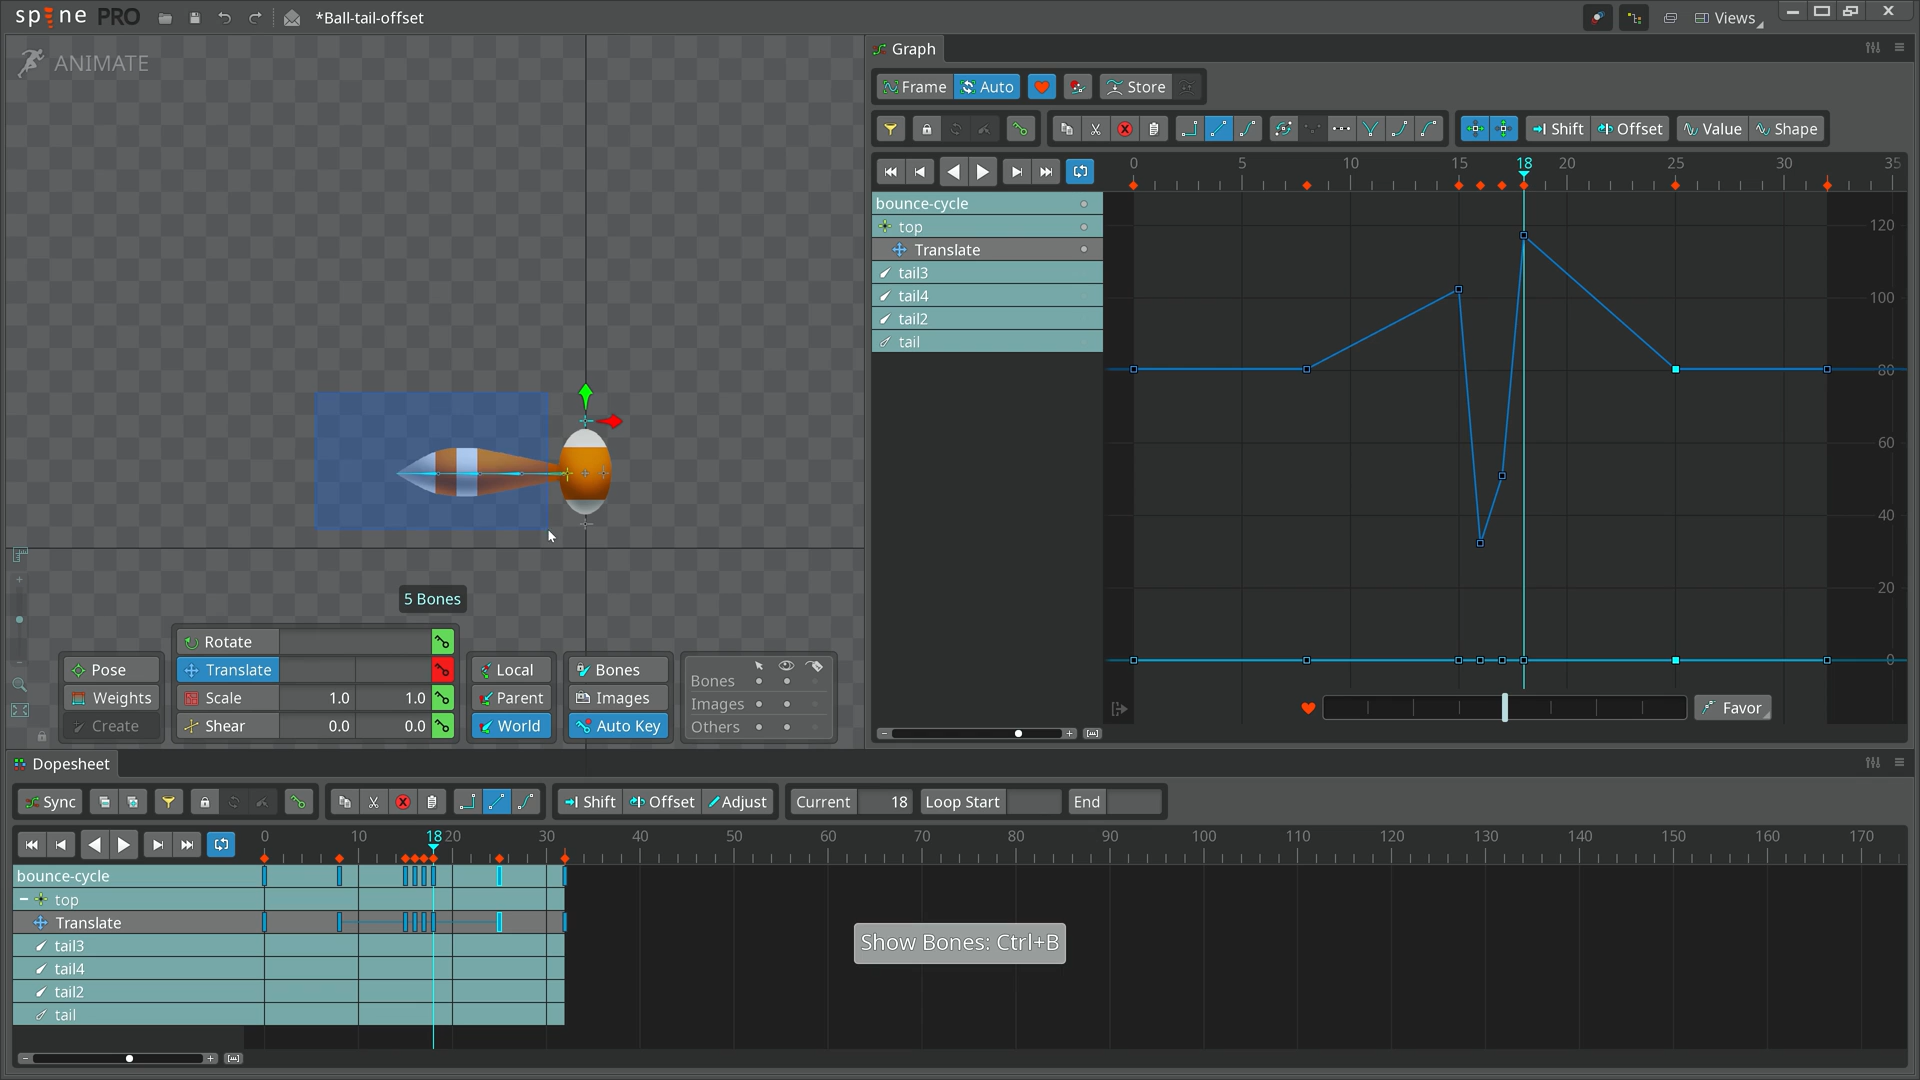 spine PRO
*Ball-tail-offset
Views
ANIMATE
Graph
Frame Auto Store
Shift Offset Value Shape
0 5 10 15 18 20 25 30 35
bounce-cycle
top
Translate
tail3
tail4
tail2
tail
120
100
80
60
40
20
0
Favor
5 Bones
Pose
Weights
Create
Rotate
Translate
Scale 1.0 1.0
Shear 0.0 0.0
Local
Parent
World
Bones
Images
Auto Key
Bones
Images
Others
Dopesheet
Sync Shift Offset Adjust Current 18 Loop Start End
0 10 18 20 30 40 50 60 70 80 90 100 110 120 130 140 150 160 170
bounce-cycle
top
Translate
tail3
tail4
tail2
tail
Show Bones: Ctrl+B